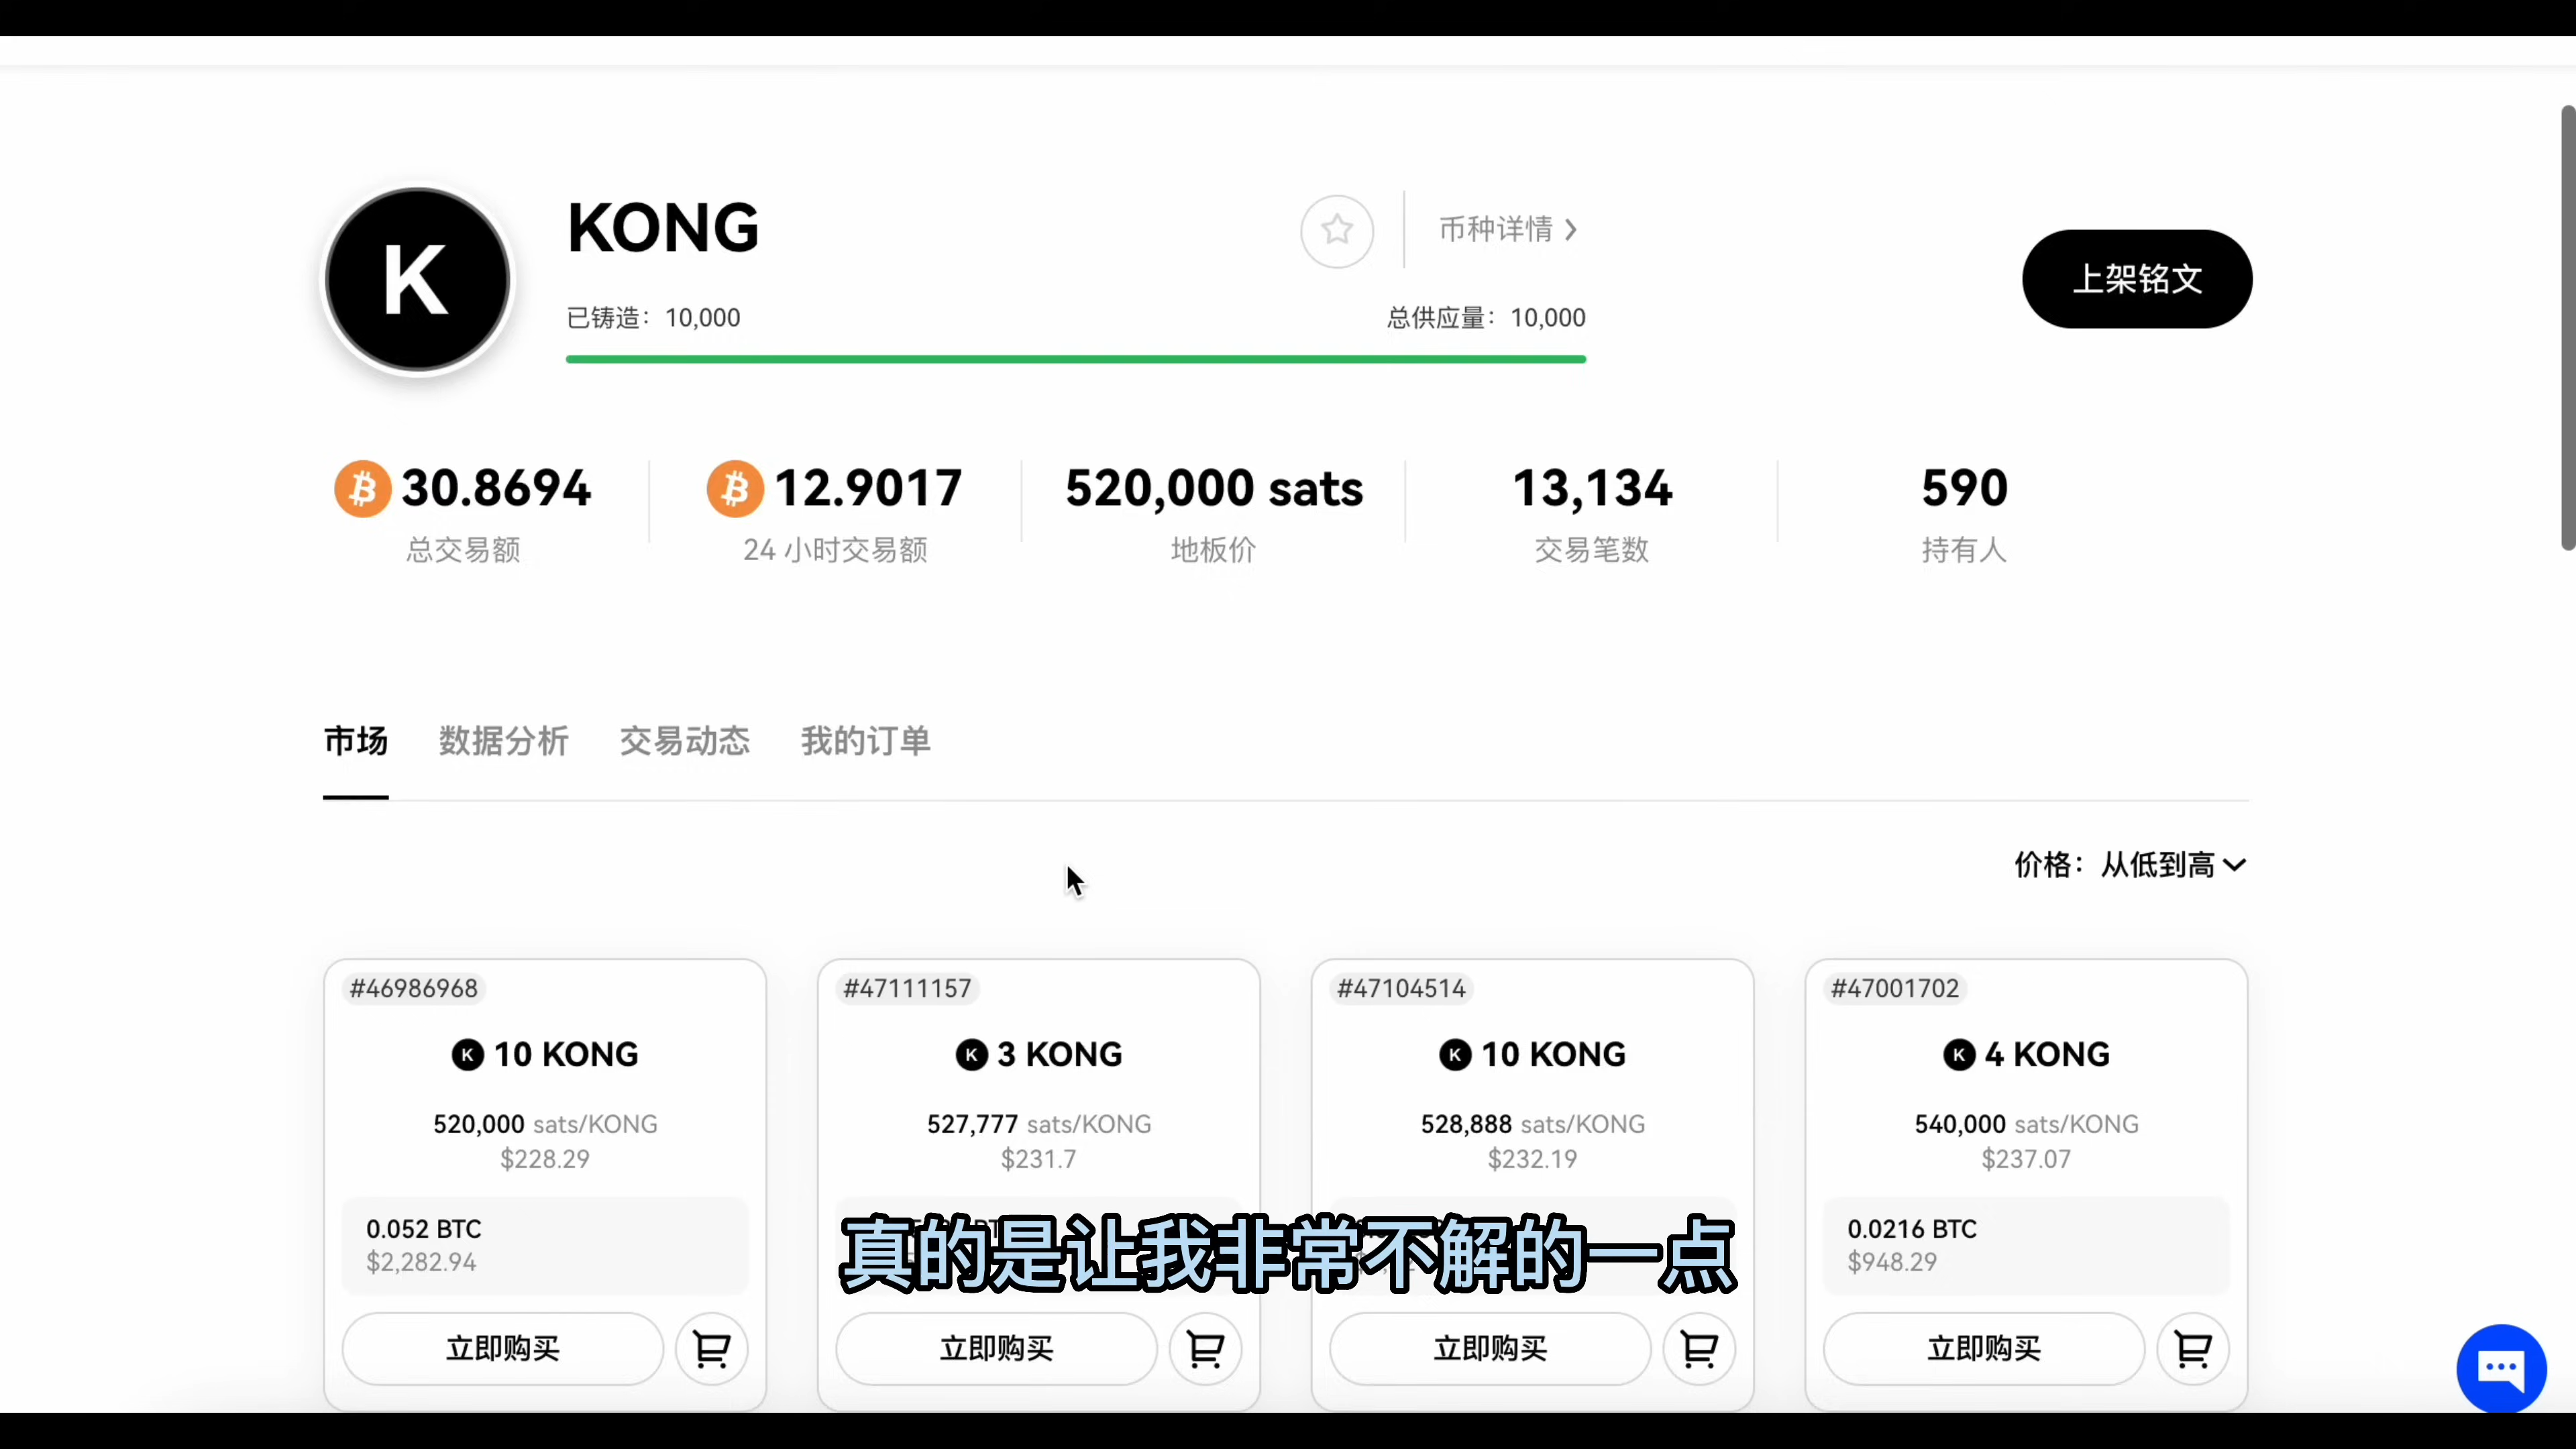 K
KONG
币种详情
上架铭文
已铸造：10,000
总供应量：10,000
30.8694
12.9017
520,000 sats
13,134
590
总交易额
24 小时交易额
地板价
交易笔数
持有人
市场
数据分析
交易动态
我的订单
价格：从低到高
#46986968
K 10 KONG
520,000 sats/KONG
$228.29
0.052 BTC
$2,282.94
立即购买
#47111157
K 3 KONG
527,777 sats/KONG
$231.7
立即购买
#47104514
K 10 KONG
528,888 sats/KONG
$232.19
立即购买
#47001702
K 4 KONG
540,000 sats/KONG
$237.07
0.0216 BTC
$948.29
立即购买
真的是让我非常不解的一点